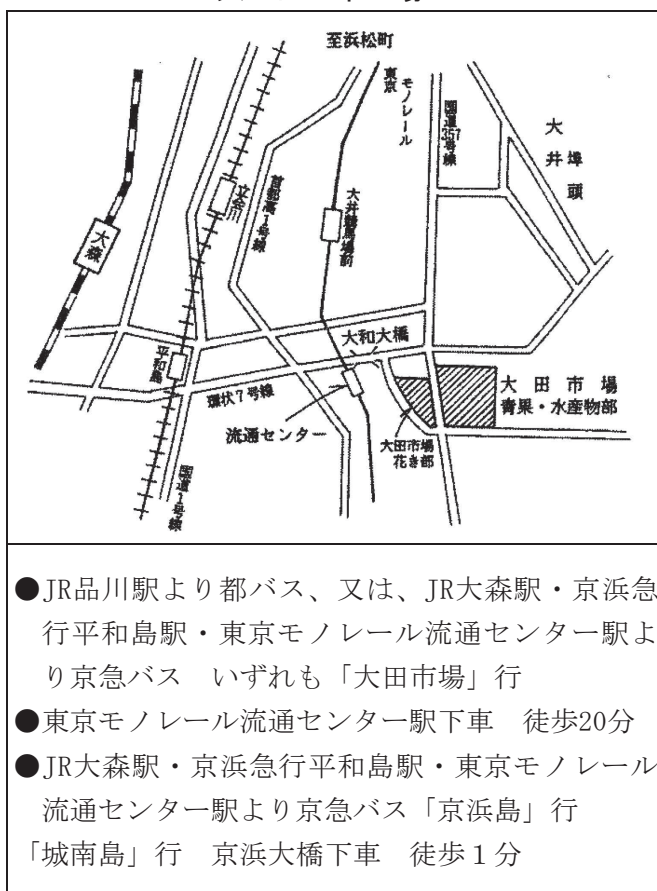 至浜松町
東京モノレール
国道357号線
大井埠頭
立会川
首都高1号線
大井競馬場前
大森
大和大橋
平和島
環状7号線
大田市場
青果・水産物部
流通センター
大田市場
花き部
国道1号線
●JR品川駅より都バス、又は、JR大森駅・京浜急
行平和島駅・東京モノレール流通センター駅よ
り京急バス　いずれも「大田市場」行
●東京モノレール流通センター駅下車　徒歩20分
●JR大森駅・京浜急行平和島駅・東京モノレール
流通センター駅より京急バス「京浜島」行
「城南島」行　京浜大橋下車　徒歩１分